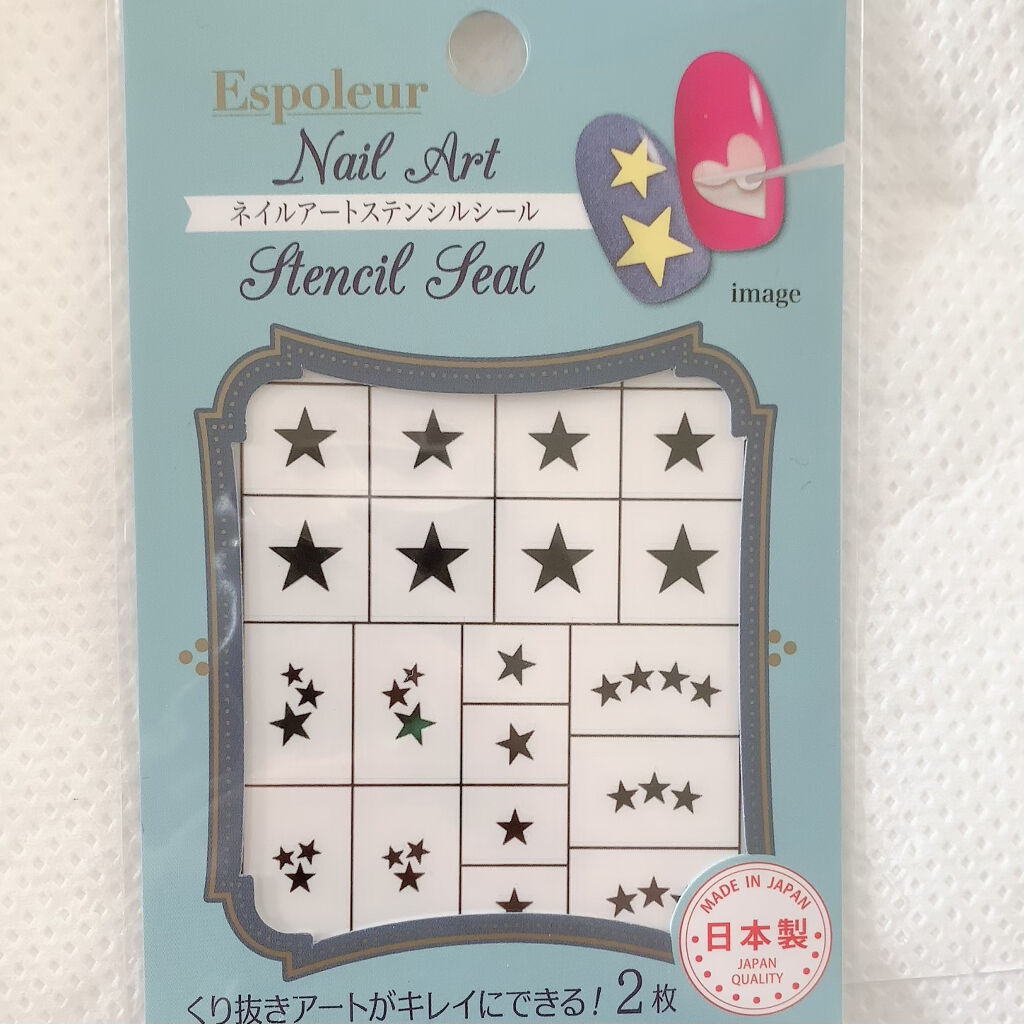 Espoleur
Nail Art
ネイルアートステンシルシール
Stencil Seal
image
MADE IN JAPAN
日本製
JAPAN
QUALITY
くり抜きアートがキレイにできる! 2枚